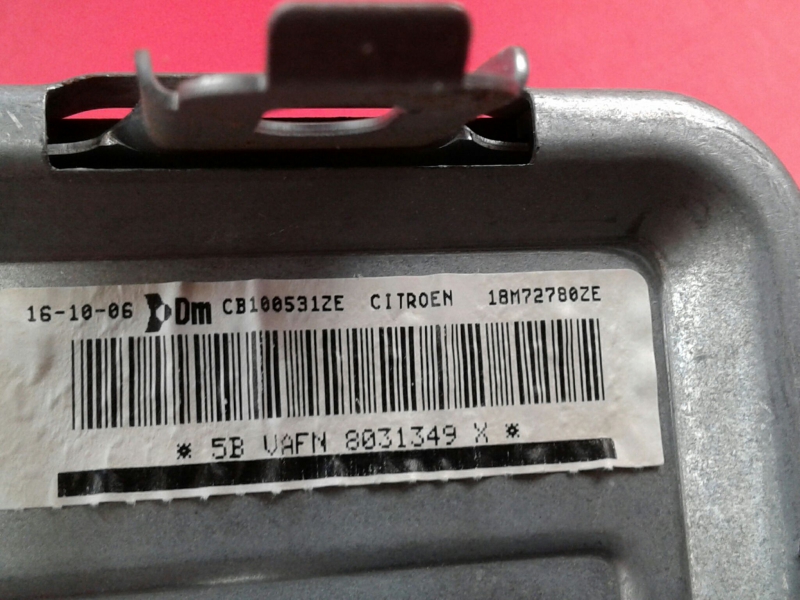 16-10-06 Dm CB100531ZE CITROEN 18M72780ZE
* 5B VAFN 8031349 X *